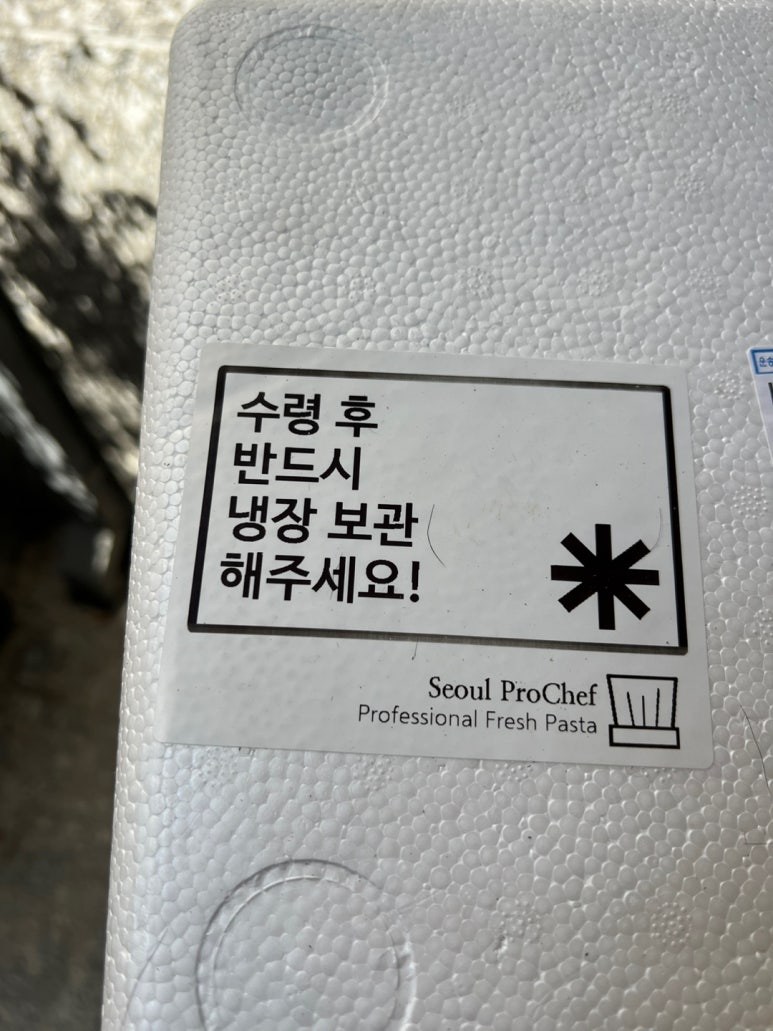 수령 후
반드시
냉장 보관
해주세요!
Seoul ProChef
Professional Fresh Pasta